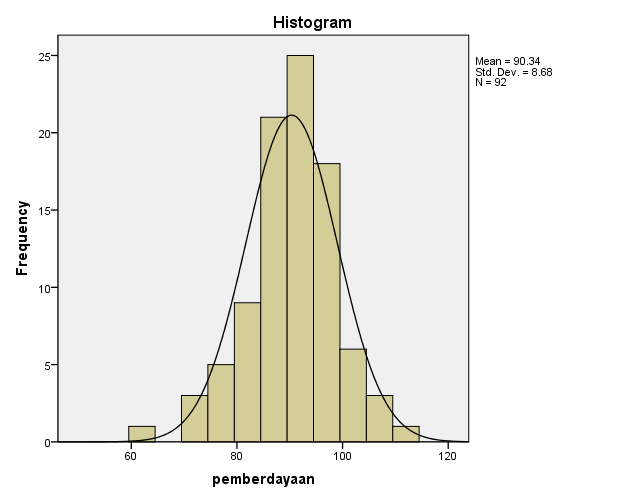 Histogram
Mean = 90.34
Std. Dev. = 8.68
N = 92
25
20
15
10
5
0
Frequency
60
80
100
120
pemberdayaan